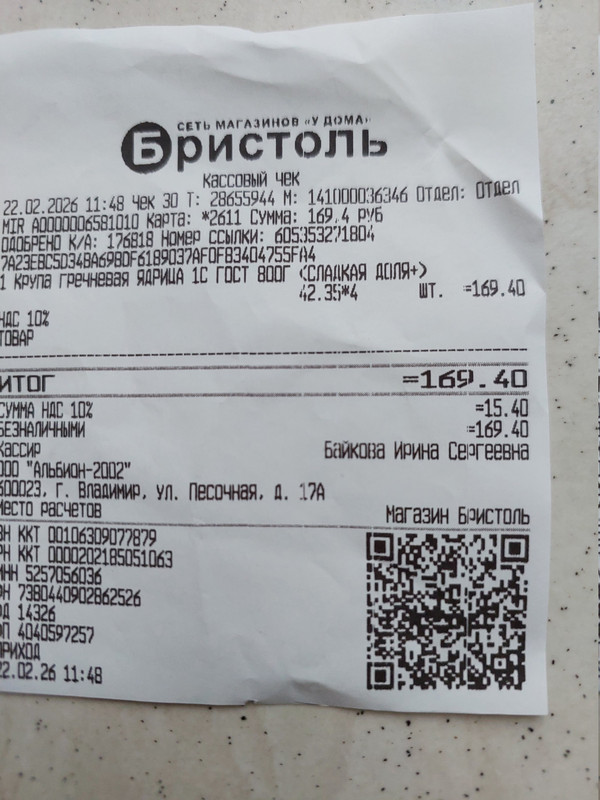 СЕТЬ МАГАЗИНОВ «У ДОМА»
Бристоль
КАССОВЫЙ ЧЕК
22.02.2026 11:48 Чек 30 Т: 28655944 М: 141000036346 Отдел: Отдел
MIR A0000006581010 Карта: *2611 Сумма: 169,4 РУБ
ОДОБРЕНО К/А: 176818 Номер ССЫЛКИ: 605353271804
7A23EBC5D34BA69BDF6189D37AF0FB3404755FA4
1 Крупа гречневая ЯДРИЦА 1С ГОСТ 800Г (СЛАДКАЯ ДОЛЯ+)
42.35*4 ШТ. =169.40
НДС 10%
ТОВАР
ИТОГ =169.40
СУММА НДС 10% =15.40
БЕЗНАЛИЧНЫМИ =169.40
Кассир Байкова Ирина Сергеевна
ООО "Альбион-2002"
600023, Г. Владимир, ул. Песочная, д. 17А
Место расчетов Магазин Бристоль
ЗН ККТ 00106309077879
РН ККТ 0000202185051063
ИНН 5257056036
ФН 7380440902862526
ФД 14326
ФП 4040597257
ПРИХОД
22.02.26 11:48